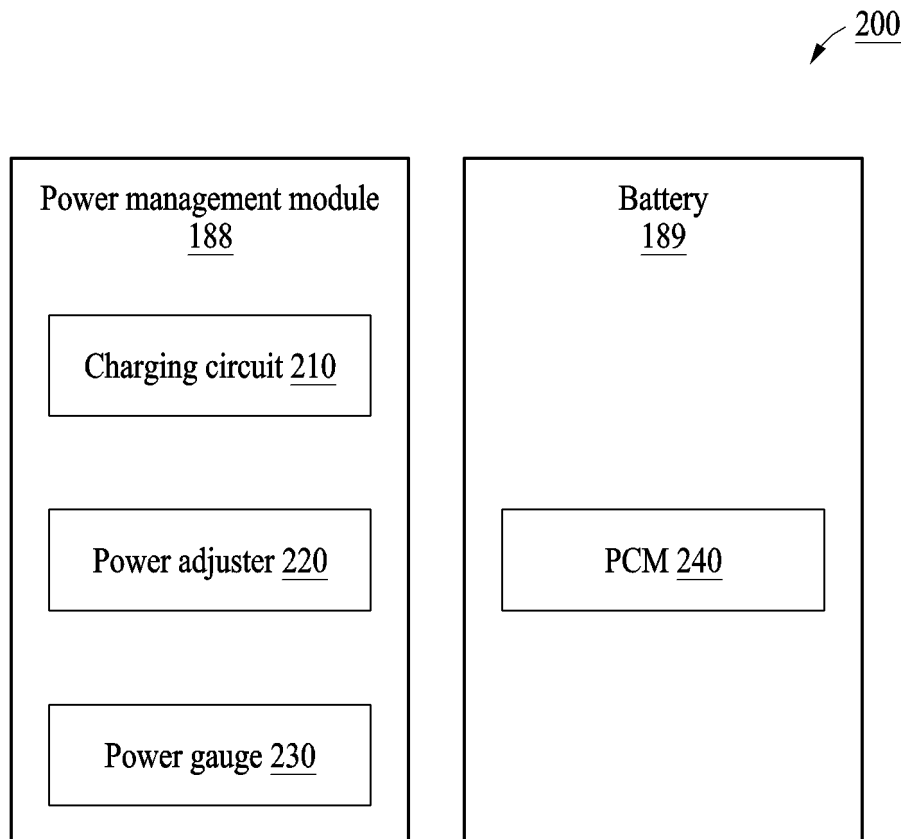 200
Power management module
188
Charging circuit 210
Power adjuster 220
Power gauge 230
Battery
189
PCM 240